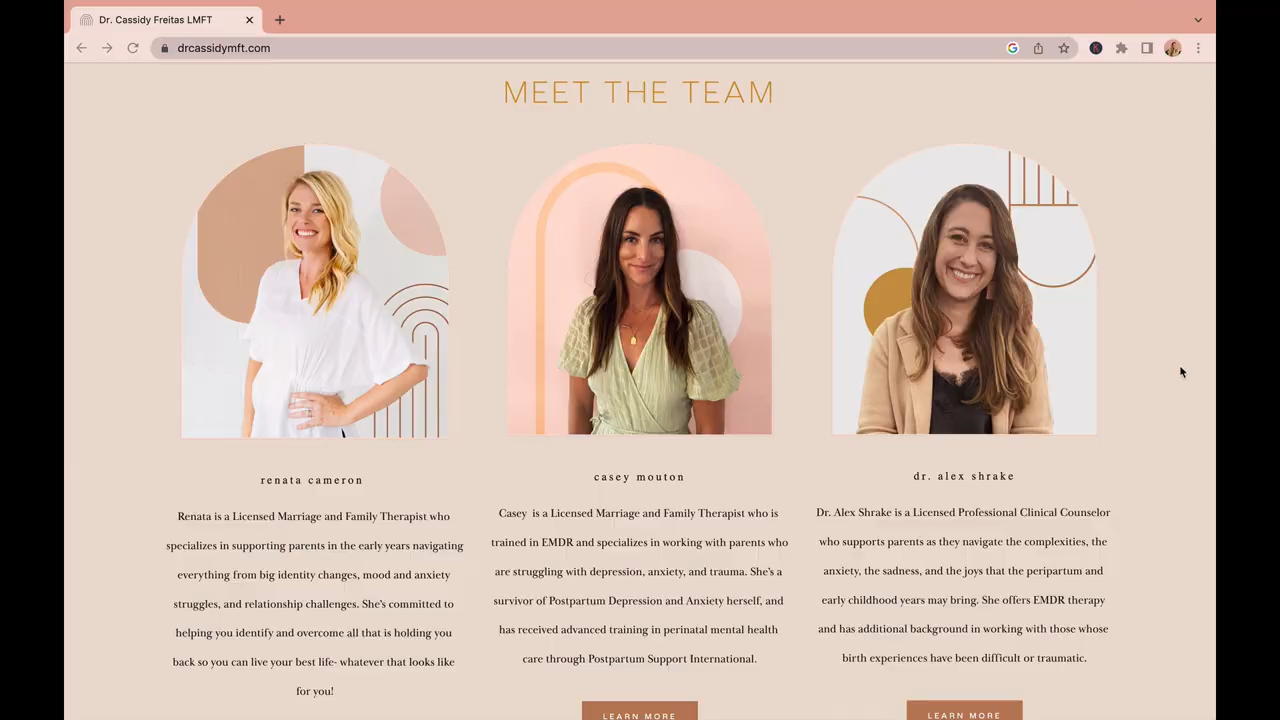 Dr. Cassidy Freitas LMFT
drcassidymft.com
MEET THE TEAM
renata cameron
Renata is a Licensed Marriage and Family Therapist who
specializes in supporting parents in the early years navigating
everything from big identity changes, mood and anxiety
struggles, and relationship challenges. She's committed to
helping you identify and overcome all that is holding you
back so you can live your best life- whatever that looks like
for you!
casey mouton
Casey is a Licensed Marriage and Family Therapist who is
trained in EMDR and specializes in working with parents who
are struggling with depression, anxiety, and trauma. She's a
survivor of Postpartum Depression and Anxiety herself, and
has received advanced training in perinatal mental health
care through Postpartum Support International.
LEARN MORE
dr. alex shrake
Dr. Alex Shrake is a Licensed Professional Clinical Counselor
who supports parents as they navigate the complexities, the
anxiety, the sadness, and the joys that the peripartum and
early childhood years may bring. She offers EMDR therapy
and has additional background in working with those whose
birth experiences have been difficult or traumatic.
LEARN MORE